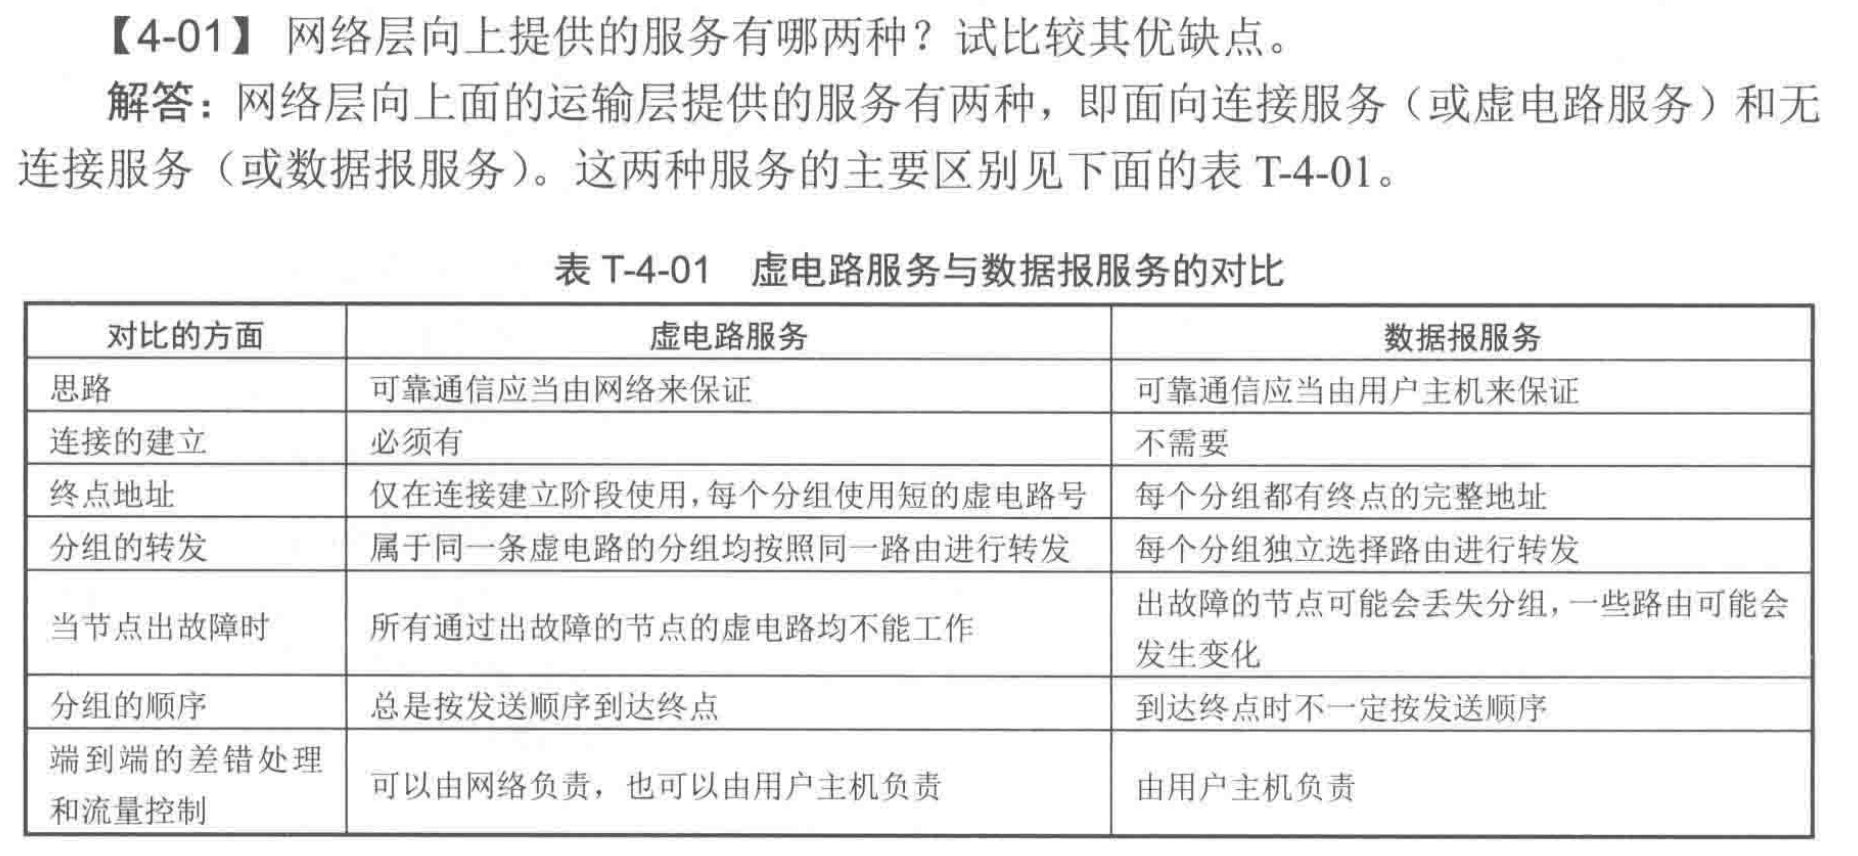 【4-01】 网络层向上提供的服务有哪两种？试比较其优缺点。
解答：网络层向上面的运输层提供的服务有两种，即面向连接服务（或虚电路服务）和无
连接服务（或数据报服务）。这两种服务的主要区别见下面的表 T-4-01。
表 T-4-01 虚电路服务与数据报服务的对比
对比的方面 虚电路服务 数据报服务
思路 可靠通信应当由网络来保证 可靠通信应当由用户主机来保证
连接的建立 必须有 不需要
终点地址 仅在连接建立阶段使用，每个分组使用短的虚电路号 每个分组都有终点的完整地址
分组的转发 属于同一条虚电路的分组均按照同一路由进行转发 每个分组独立选择路由进行转发
当节点出故障时 所有通过出故障的节点的虚电路均不能工作 出故障的节点可能会丢失分组，一些路由可能会
发生变化
分组的顺序 总是按发送顺序到达终点 到达终点时不一定按发送顺序
端到端的差错处理
和流量控制 可以由网络负责，也可以由用户主机负责 由用户主机负责